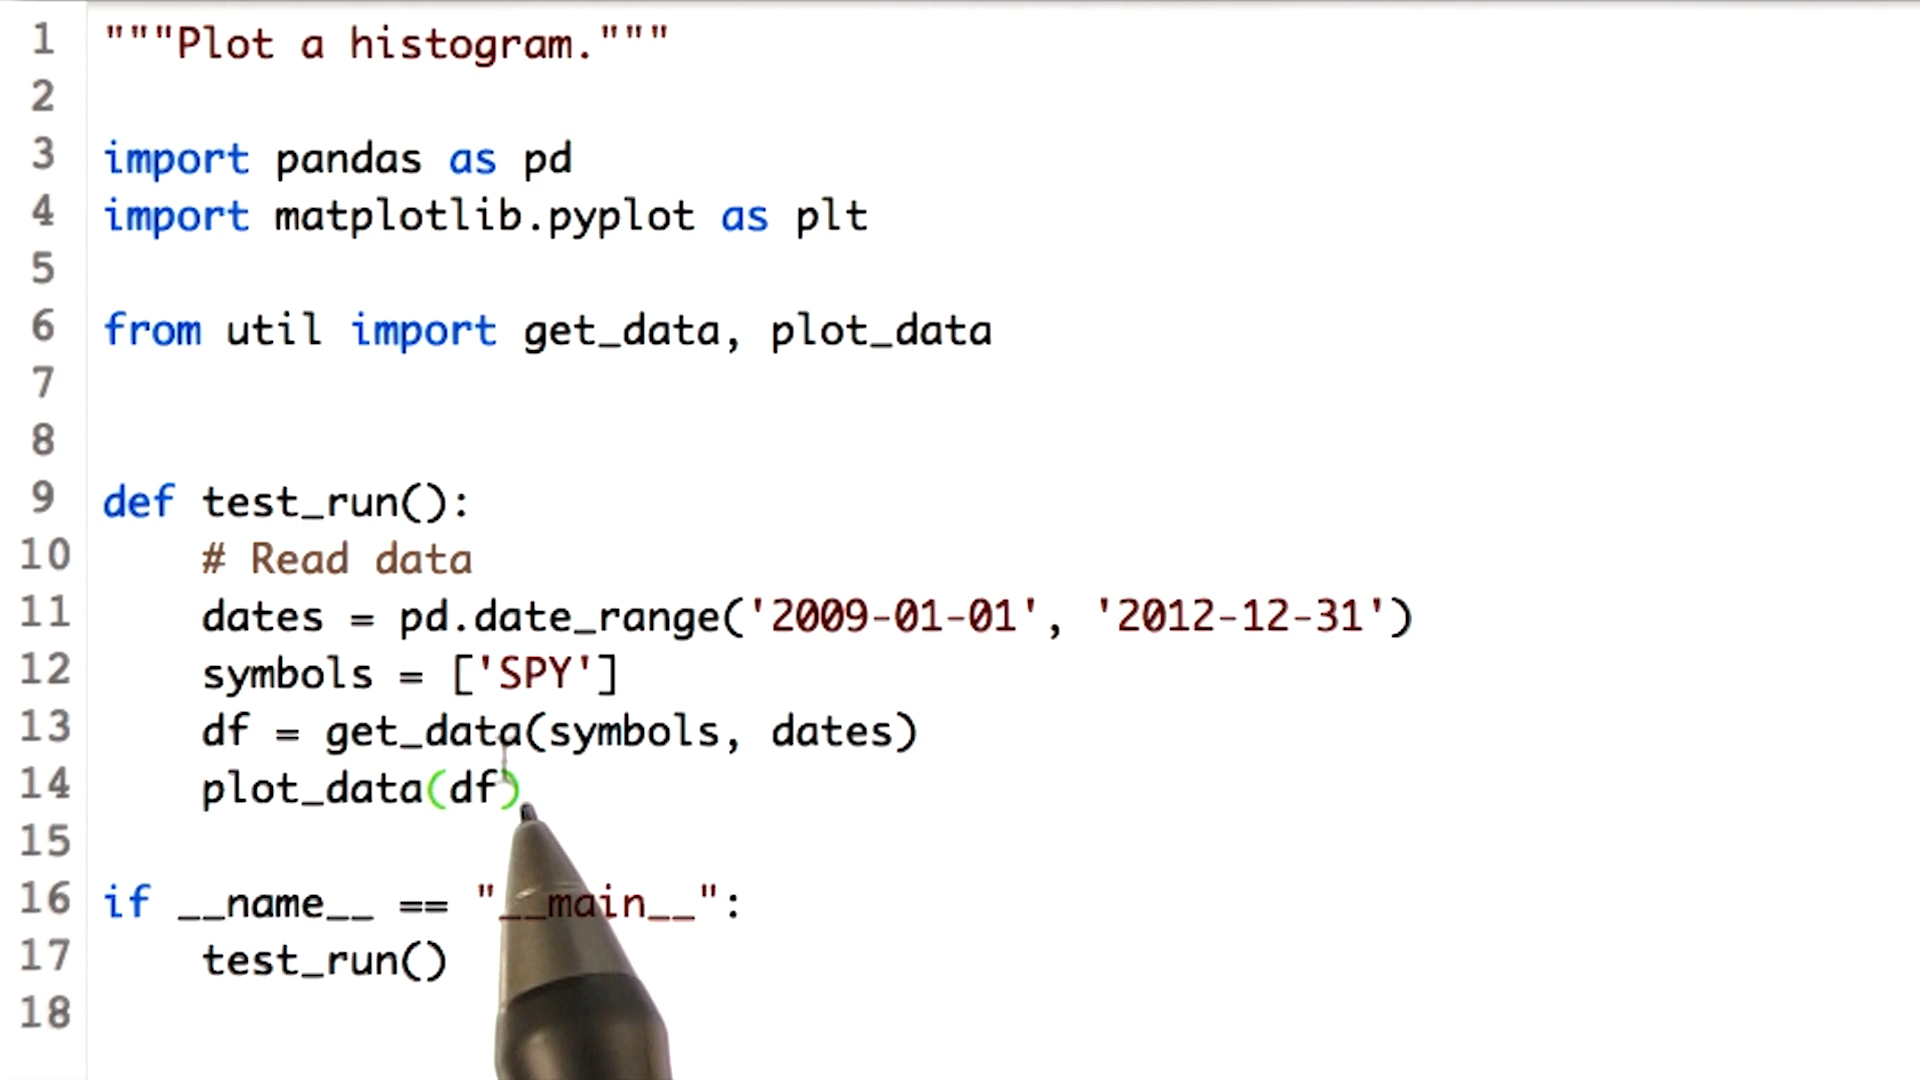 1 """Plot a histogram."""
2
3 import pandas as pd
4 import matplotlib.pyplot as plt
5
6 from util import get_data, plot_data
7
8
9 def test_run():
10     # Read data
11     dates = pd.date_range('2009-01-01', '2012-12-31')
12     symbols = ['SPY']
13     df = get_data(symbols, dates)
14     plot_data(df)
15
16 if __name__ == "__main__":
17     test_run()
18